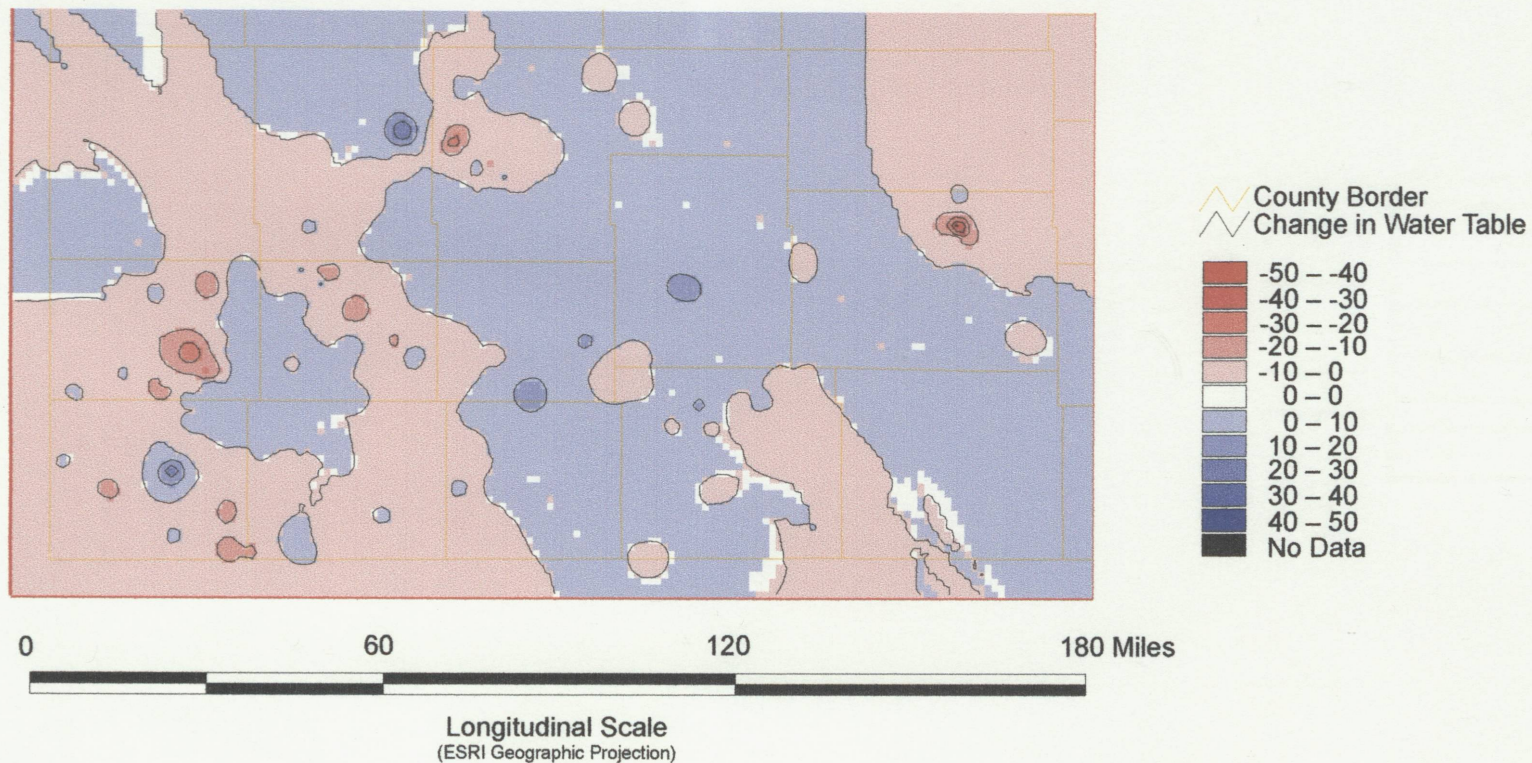 County Border
Change in Water Table
-50 – -40
-40 – -30
-30 – -20
-20 – -10
-10 – 0
0 – 0
0 – 10
10 – 20
20 – 30
30 – 40
40 – 50
No Data
0 60 120 180 Miles
Longitudinal Scale
(ESRI Geographic Projection)